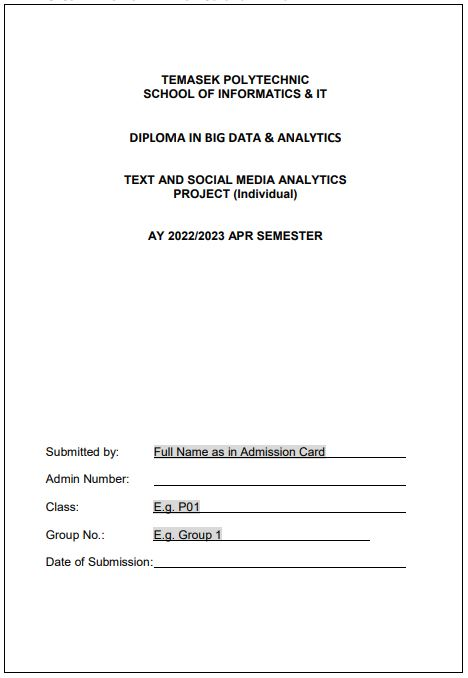 TEMASEK POLYTECHNIC
SCHOOL OF INFORMATICS & IT
DIPLOMA IN BIG DATA & ANALYTICS
TEXT AND SOCIAL MEDIA ANALYTICS
PROJECT (Individual)
AY 2022/2023 APR SEMESTER
Submitted by: Full Name as in Admission Card
Admin Number:
Class: E.g. P01
Group No.: E.g. Group 1
Date of Submission: